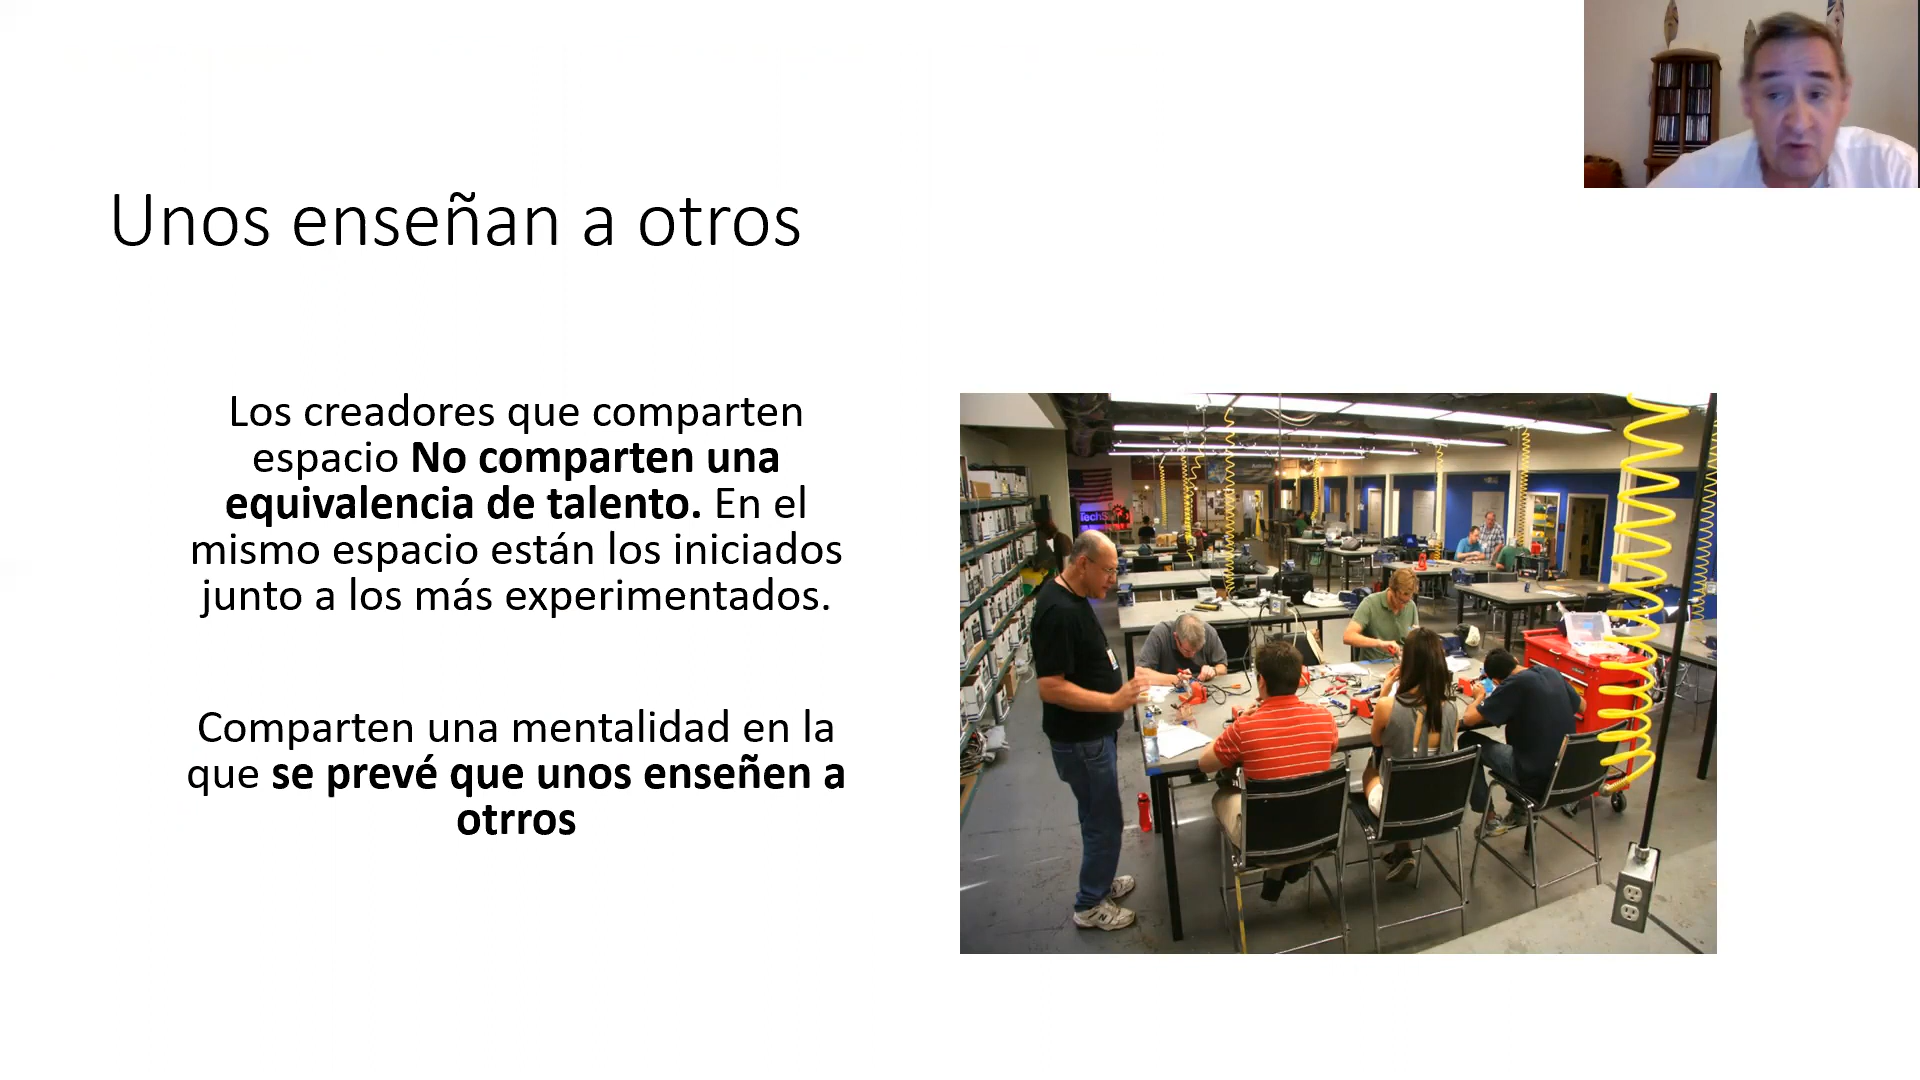 Unos enseñan a otros
Los creadores que comparten
espacio No comparten una
equivalencia de talento. En el
mismo espacio están los iniciados
junto a los más experimentados.
Comparten una mentalidad en la
que se prevé que unos enseñen a
otrros